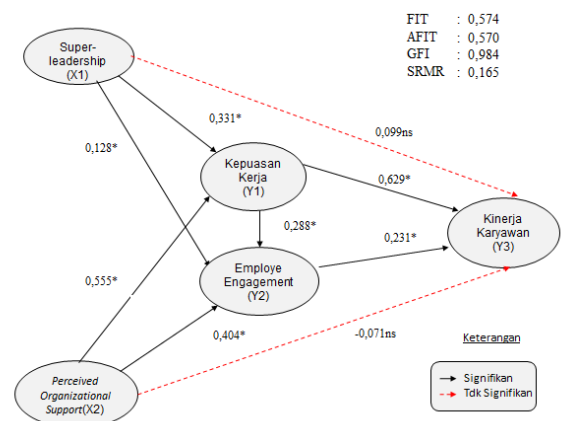 FIT : 0,574
AFIT : 0,570
GFI : 0,984
SRMR : 0,165
Super-
leadership
(X1)
0,331*
0,099ns
0,128*
Kepuasan
Kerja
(Y1)
0,629*
Kinerja
Karyawan
(Y3)
0,288*
0,231*
Employe
Engagement
(Y2)
0,555*
0,404*
-0,071ns
Perceived
Organizational
Support(X2)
Keterangan
Signifikan
Tdk Signifikan